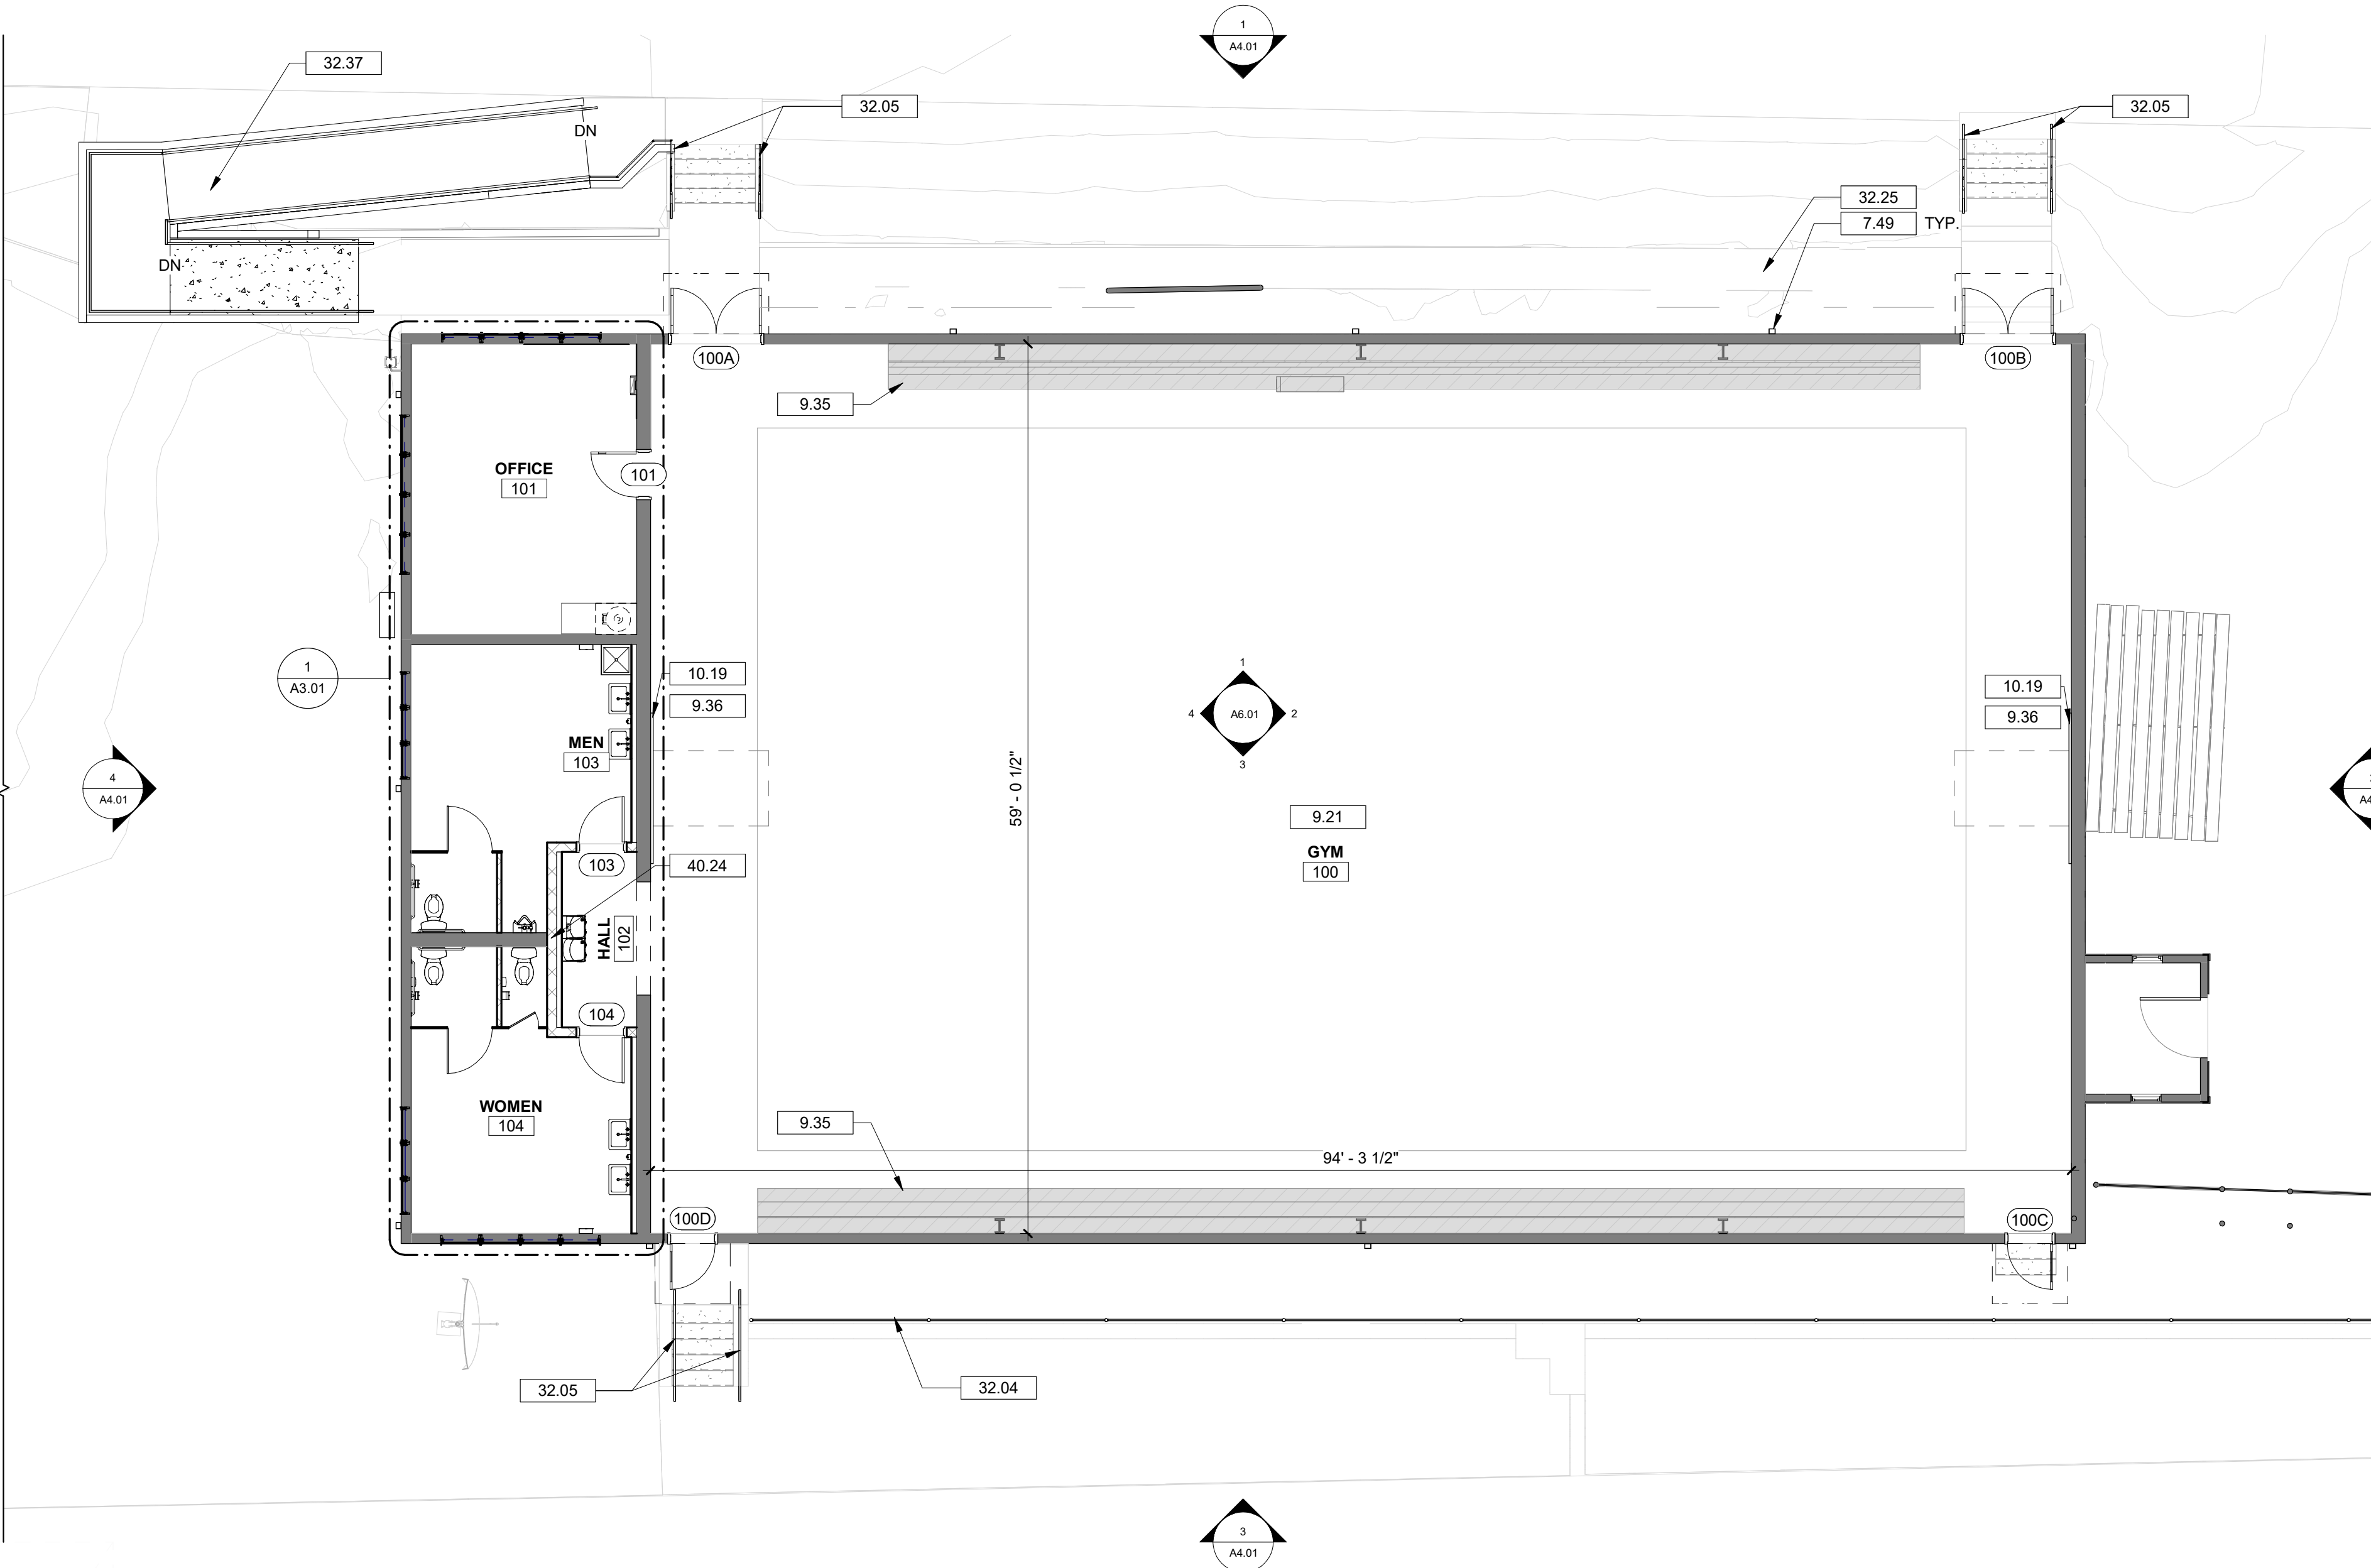 1
A4.01
32.37
32.05
32.05
DN
32.25
7.49 TYP.
DN
100A
100B
9.35
OFFICE
101
101
1
A3.01
10.19
9.36
1
4
A6.01
2
3
10.19
9.36
MEN
103
4
A4.01
59' - 0 1/2"
9.21
GYM
100
103
40.24
HALL
102
104
WOMEN
104
9.35
94' - 3 1/2"
100D
100C
32.05
32.04
3
A4.01